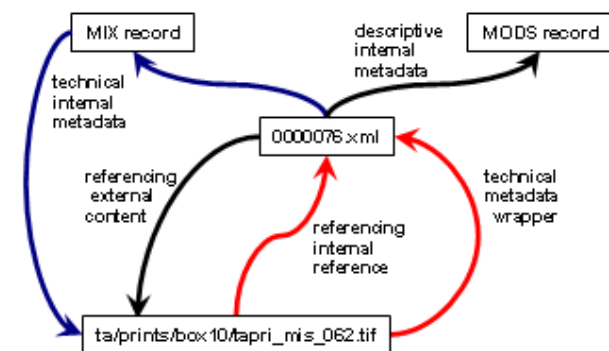 MIX record
descriptive
internal
metadata
MODS record
technical
internal
metadata
0000076.xml
referencing
external
content
referencing
internal
reference
technical
metadata
wrapper
ta/prints/box10/tapri_mis_062.tif